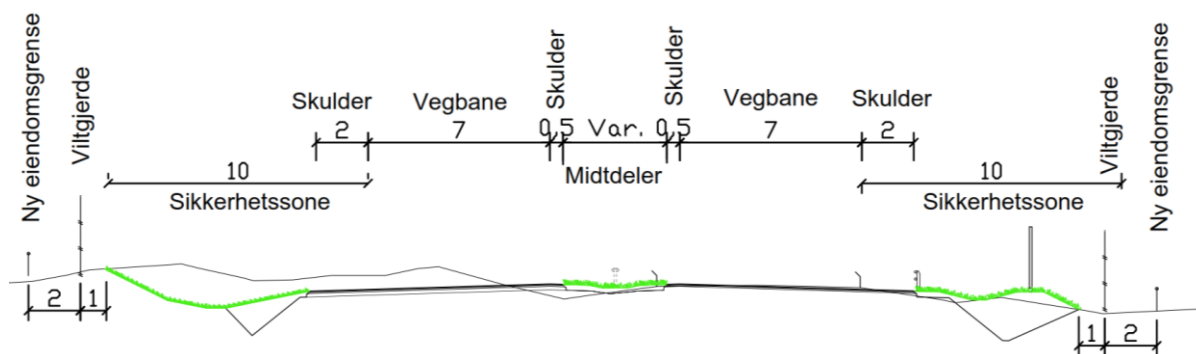 Ny eiendomsgrense
Viltgjerde
Skulder
Vegbane
Skulder
Skulder
Vegbane
Skulder
Viltgjerde
Ny eiendomsgrense
2 7 0,5 Var. 0,5 7 2
10 Midtdeler 10
Sikkerhetssone Sikkerhetssone
2 1
1 2